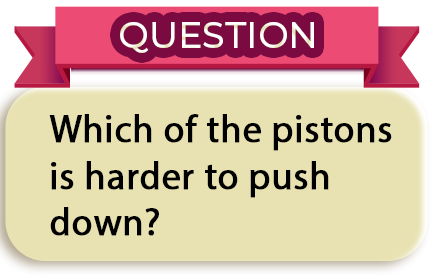 QUESTION
Which of the pistons
is harder to push
down?